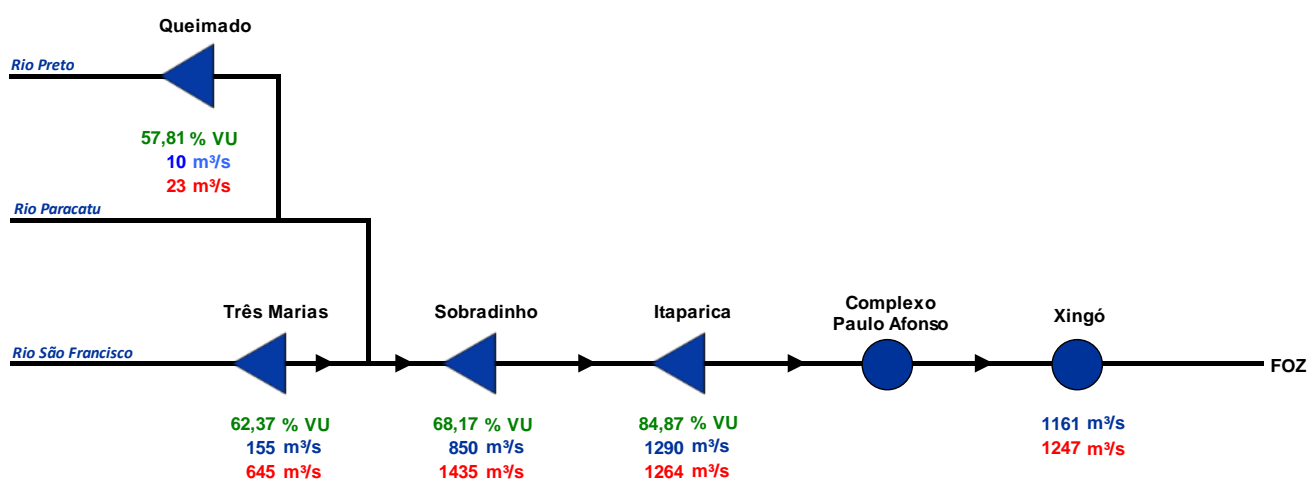 Queimado
Rio Preto
57,81 % VU
10 m³/s
23 m³/s
Rio Paracatu
Três Marias
Sobradinho
Itaparica
Complexo
Paulo Afonso
Xingó
Rio São Francisco
FOZ
62,37 % VU
155 m³/s
645 m³/s
68,17 % VU
850 m³/s
1435 m³/s
84,87 % VU
1290 m³/s
1264 m³/s
1161 m³/s
1247 m³/s